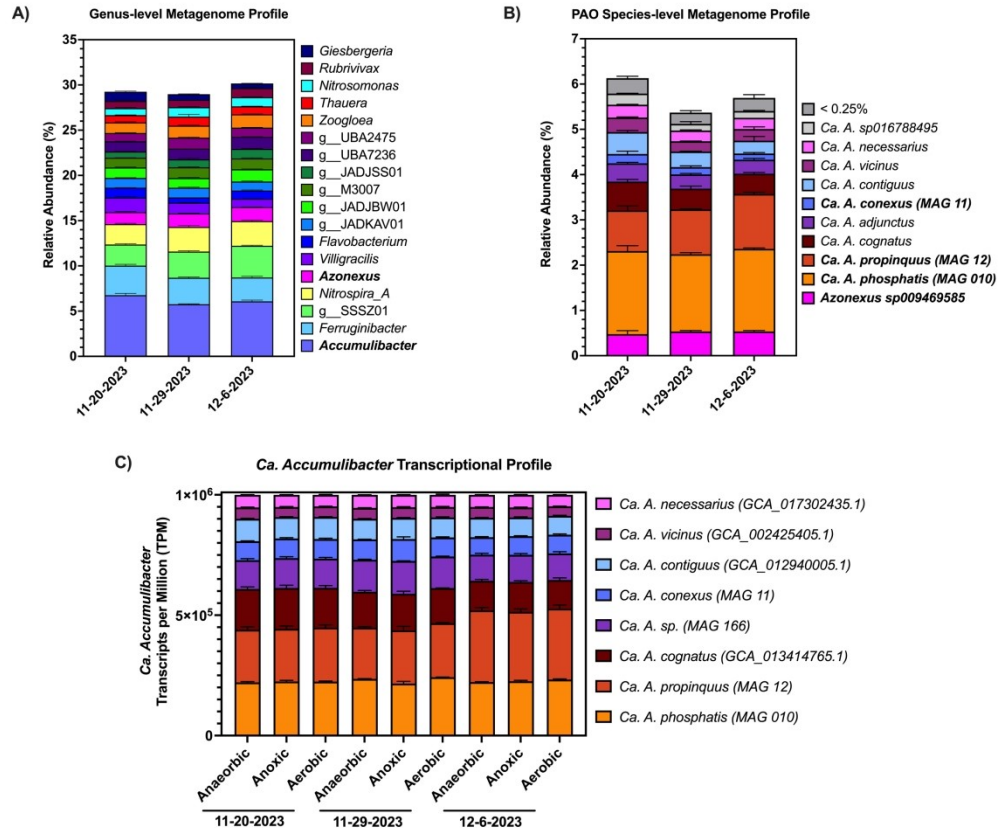 A)
Genus-level Metagenome Profile
Relative Abundance (%)
35
30
25
20
15
10
5
0
11-20-2023
11-29-2023
12-6-2023
Giesbergeria
Rubrivivax
Nitrosomonas
Thauera
Zoogloea
g__UBA2475
g__UBA7236
g__JADJSS01
g__M3007
g__JADJBW01
g__JADKAV01
Flavobacterium
Villigracilis
Azonexus
Nitrospira_A
g__SSSZ01
Ferruginibacter
Accumulibacter
B)
PAO Species-level Metagenome Profile
Relative Abundance (%)
7
6
5
4
3
2
1
0
11-20-2023
11-29-2023
12-6-2023
< 0.25%
Ca. A. sp016788495
Ca. A. necessarius
Ca. A. vicinus
Ca. A. contiguus
Ca. A. conexus (MAG 11)
Ca. A. adjunctus
Ca. A. cognatus
Ca. A. propinquus (MAG 12)
Ca. A. phosphatis (MAG 010)
Azonexus sp009469585
C)
Ca. Accumulibacter Transcriptional Profile
Ca. Accumulibacter
Transcripts per Million (TPM)
1×10⁶
5×10⁵
0
Anaeorbic
Anoxic
Aerobic
Anaeorbic
Anoxic
Aerobic
Anaeorbic
Anoxic
Aerobic
11-20-2023
11-29-2023
12-6-2023
Ca. A. necessarius (GCA_017302435.1)
Ca. A. vicinus (GCA_002425405.1)
Ca. A. contiguus (GCA_012940005.1)
Ca. A. conexus (MAG 11)
Ca. A. sp. (MAG 166)
Ca. A. cognatus (GCA_013414765.1)
Ca. A. propinquus (MAG 12)
Ca. A. phosphatis (MAG 010)